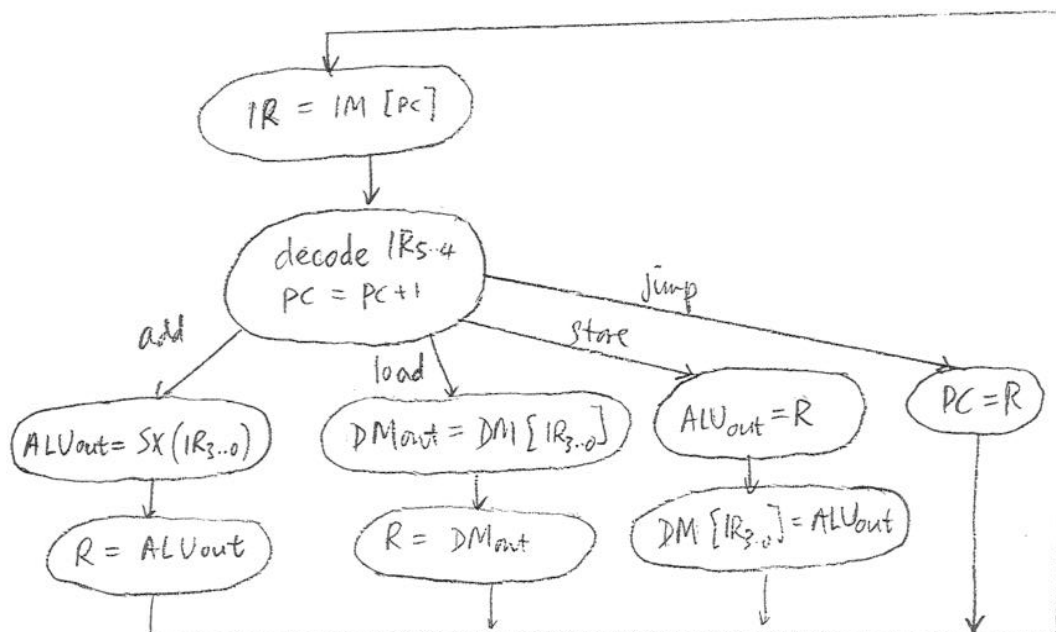 IR = IM [PC]
decode IR5..4
PC = PC+1
add
load
store
jump
ALUout = SX (IR3..0)
DMout = DM [IR3..0]
ALUout = R
PC = R
R = ALUout
R = DMout
DM [IR3..0] = ALUout